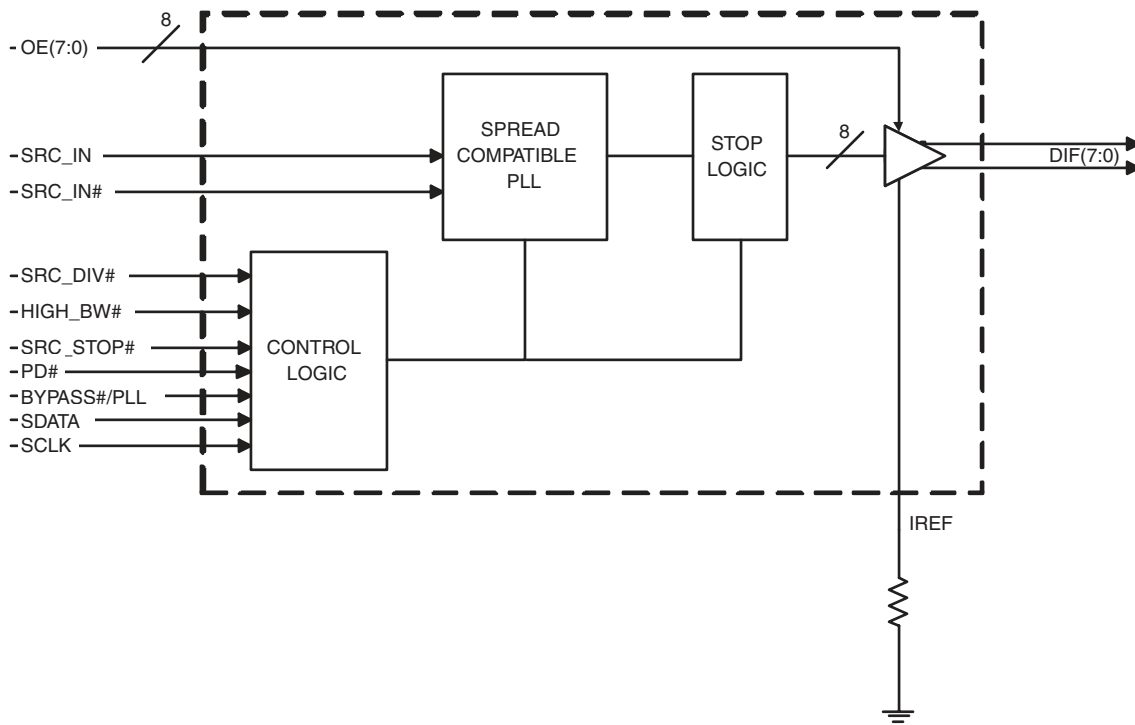 8
OE(7:0)
SPREAD
COMPATIBLE
PLL
STOP
LOGIC
8
DIF(7:0)
SRC_IN
SRC_IN#
SRC_DIV#
HIGH_BW#
SRC_STOP#
PD#
BYPASS#/PLL
SDATA
SCLK
CONTROL
LOGIC
IREF